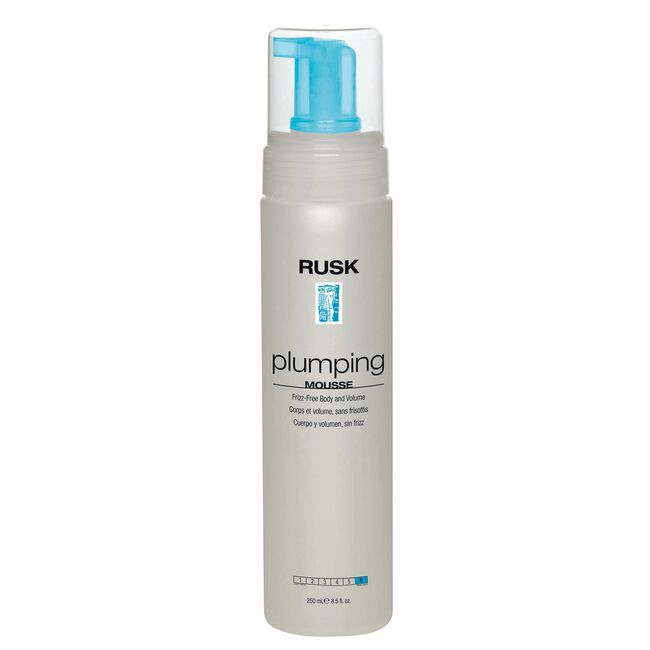 RUSK
plumping
MOUSSE
Frizz-Free Body and Volume
Corps et volume, sans frisottis
Cuerpo y volumen, sin frizz
1 2 3 4 5 6
250 mL ℮ 8.5 fl. oz.